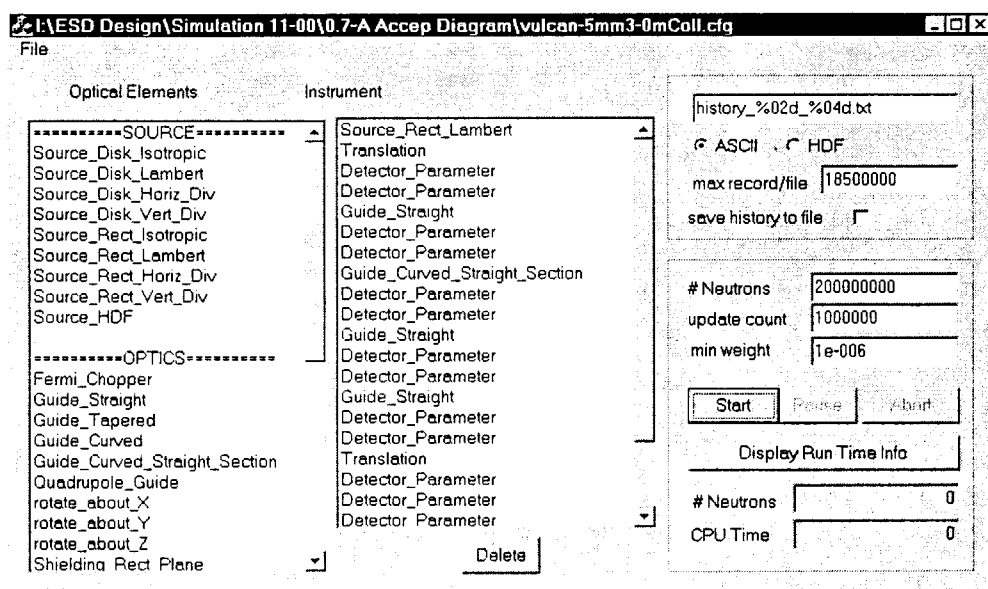 I:\ESD Design\Simulation 11-00\0.7-A Accep Diagram\vulcan-5mm3-0mColl.cfg
File
Optical Elements
==========SOURCE==========
Source_Disk_Isotropic
Source_Disk_Lambert
Source_Disk_Horiz_Div
Source_Disk_Vert_Div
Source_Rect_Isotropic
Source_Rect_Lambert
Source_Rect_Horiz_Div
Source_Rect_Vert_Div
Source_HDF
==========OPTICS==========
Fermi_Chopper
Guide_Straight
Guide_Tapered
Guide_Curved
Guide_Curved_Straight_Section
Quadrupole_Guide
rotate_about_X
rotate_about_Y
rotate_about_Z
Shielding_Rect_Plane
Instrument
Source_Rect_Lambert
Translation
Detector_Parameter
Detector_Parameter
Guide_Straight
Detector_Parameter
Detector_Parameter
Guide_Curved_Straight_Section
Detector_Parameter
Detector_Parameter
Guide_Straight
Detector_Parameter
Detector_Parameter
Guide_Straight
Detector_Parameter
Detector_Parameter
Translation
Detector_Parameter
Detector_Parameter
Detector_Parameter
Delete
history_%02d_%04d.txt
ASCII HDF
max record/file 18500000
save history to file
# Neutrons 200000000
update count 1000000
min weight 1e-006
Start Pause Abort
Display Run Time Info
# Neutrons 0
CPU Time 0